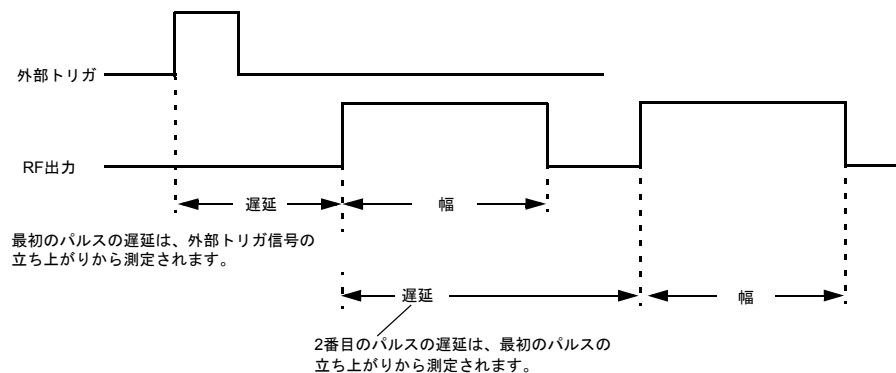 外部トリガ
RF出力
遅延
幅
最初のパルスの遅延は、外部トリガ信号の
立ち上がりから測定されます。
遅延
幅
2番目のパルスの遅延は、最初のパルスの
立ち上がりから測定されます。